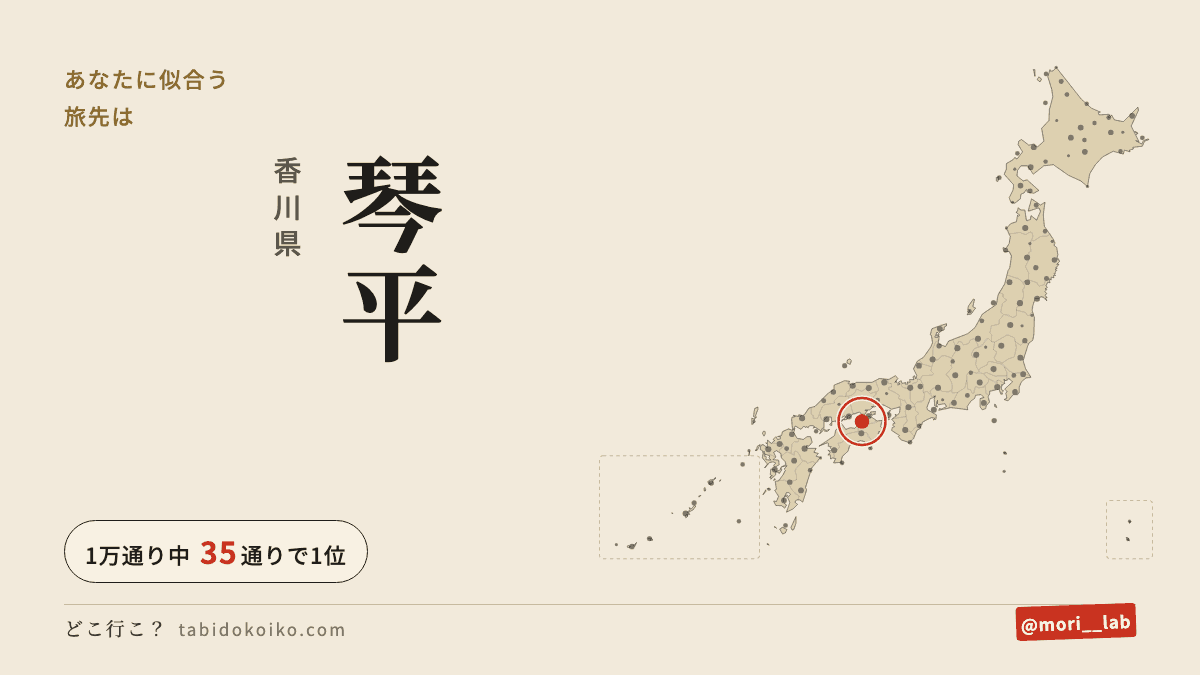 あなたに似合う
旅先は
琴平
香川県
1万通り中 35通りで1位
どこ行こ？ tabidokoiko.com
@mori__lab